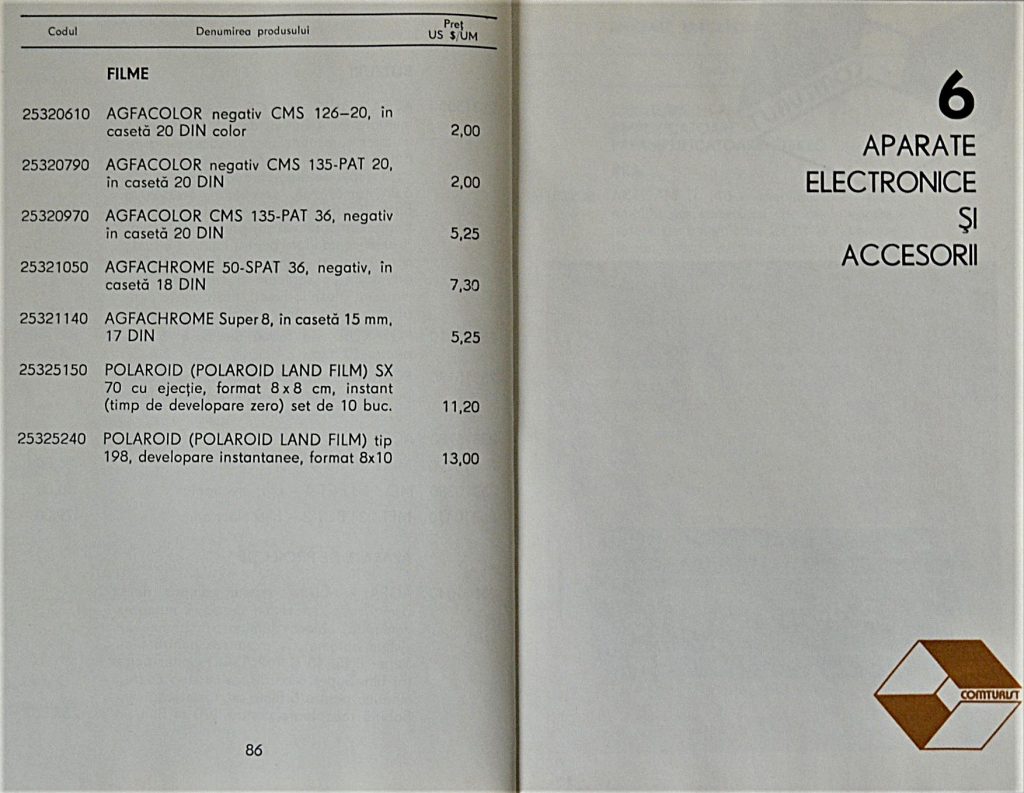 Codul Denumirea produsului Preț
US $/UM
FILME
25320610 AGFACOLOR negativ CMS 126–20, în
casetă 20 DIN color 2,00
25320790 AGFACOLOR negativ CMS 135-PAT 20,
în casetă 20 DIN 2,00
25320970 AGFACOLOR CMS 135-PAT 36, negativ
în casetă 20 DIN 5,25
25321050 AGFACHROME 50-SPAT 36, negativ, în
casetă 18 DIN 7,30
25321140 AGFACHROME Super 8, în casetă 15 mm,
17 DIN 5,25
25325150 POLAROID (POLAROID LAND FILM) SX
70 cu ejecție, format 8x8 cm, instant
(timp de developare zero) set de 10 buc. 11,20
25325240 POLAROID (POLAROID LAND FILM) tip
198, developare instantanee, format 8x10 13,00
86
6
APARATE
ELECTRONICE
ȘI
ACCESORII
COMTURIST